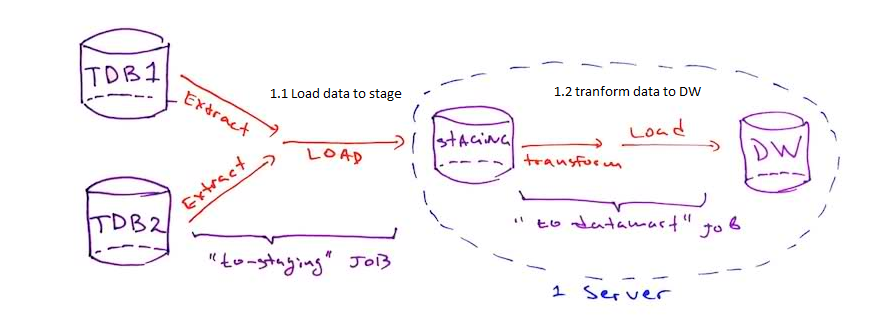 TDB1
Extract
1.1 Load data to stage
LOAD
TDB2
Extract
"to-staging" JOB
1.2 tranform data to DW
stAGiNG
transform
Load
DW
"to datamart" JOB
1 Server